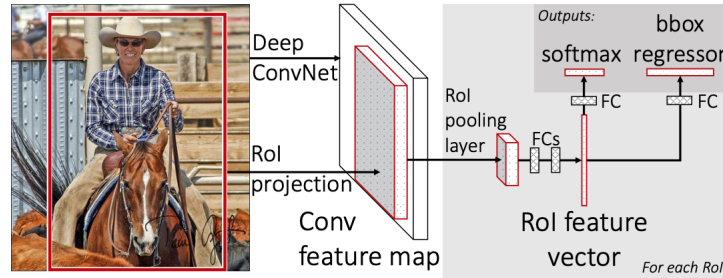 Deep
ConvNet
RoI
projection
Conv
feature map
RoI
pooling
layer
FCs
RoI feature
vector
Outputs:
softmax
bbox
regressor
FC
FC
For each RoI